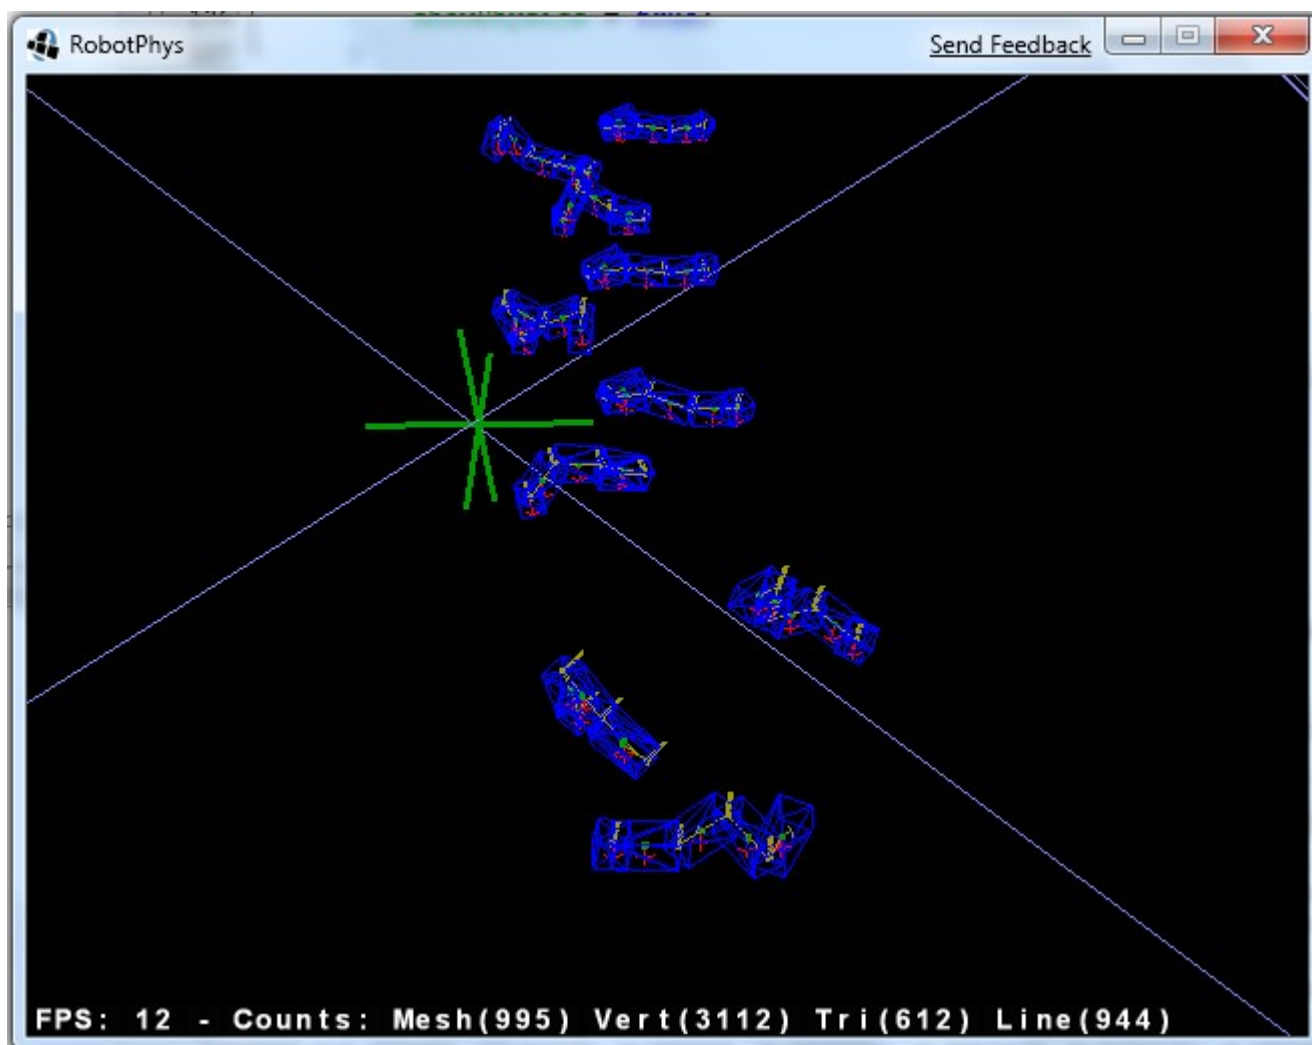 RobotPhys
Send Feedback
FPS: 12 - Counts: Mesh(995) Vert(3112) Tri(612) Line(944)